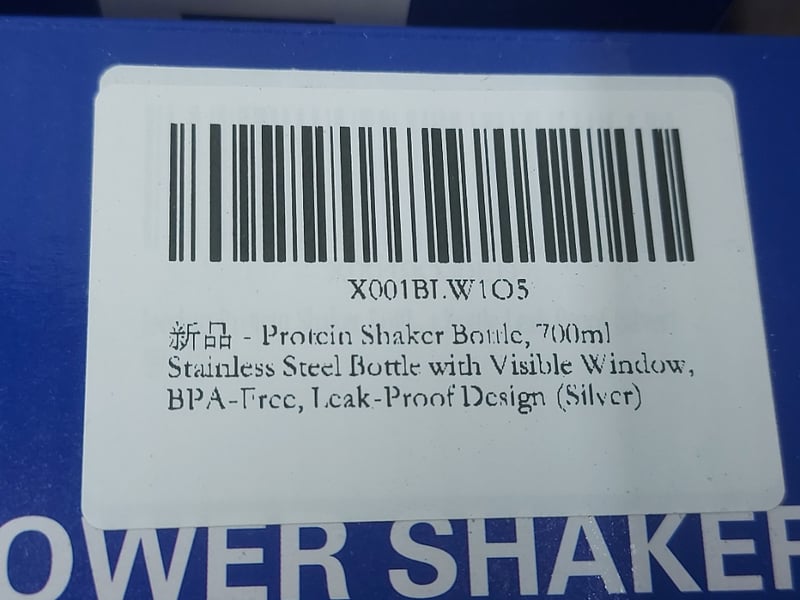 X001BLW1O5
新品 - Protein Shaker Bottle, 700ml
Stainless Steel Bottle with Visible Window,
BPA-Free, Leak-Proof Design (Silver)
OWER SHAKER